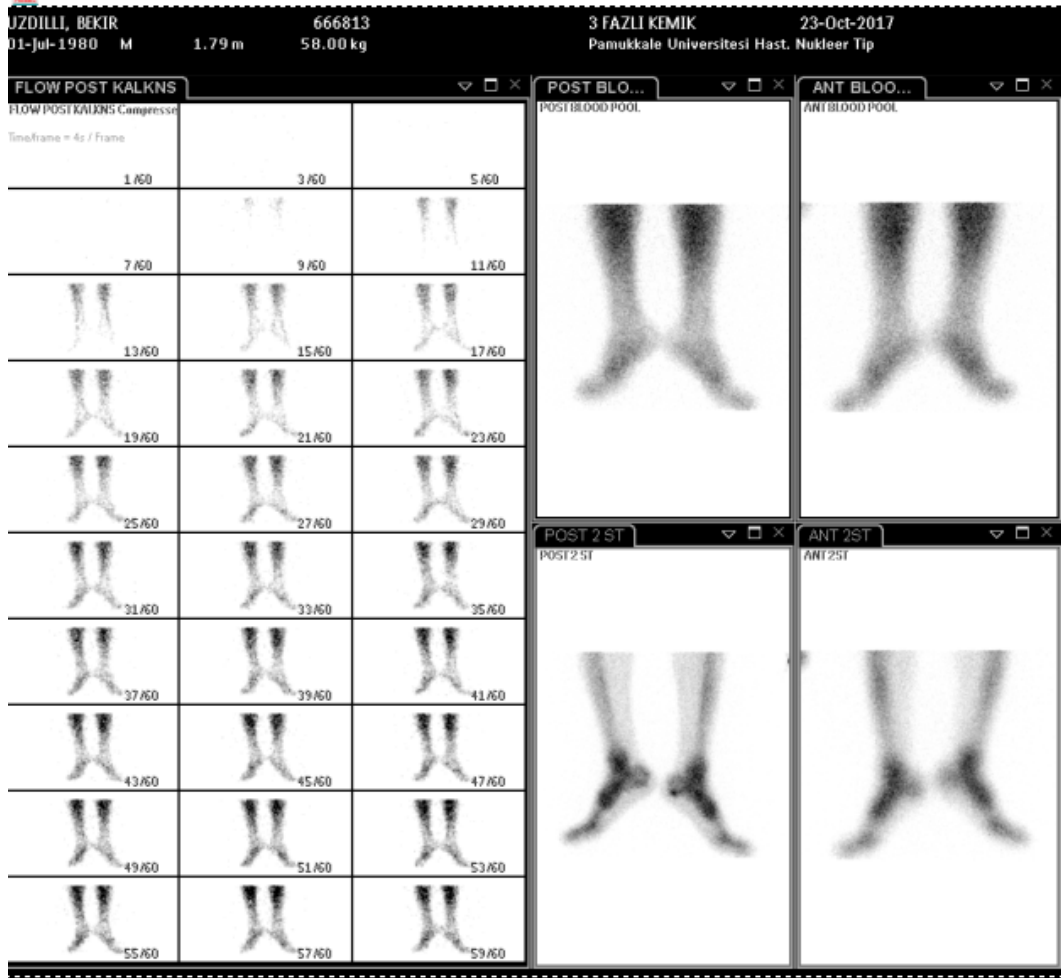 UZDILLI, BEKIR 666813 3 FAZLI KEMIK 23-Oct-2017
01-Jul-1980 M 1.79 m 58.00 kg Pamukkale Universitesi Hast. Nukleer Tip
FLOW POST KALKNS
FLOW POST KALKNS Compresse
Time/frame = 4s / Frame
1/60 3/60 5/60
7/60 9/60 11/60
13/60 15/60 17/60
19/60 21/60 23/60
25/60 27/60 29/60
31/60 33/60 35/60
37/60 39/60 41/60
43/60 45/60 47/60
49/60 51/60 53/60
55/60 57/60 59/60
POST BLO...
POST BLOOD POOL
ANT BLOO...
ANT BLOOD POOL
POST 2 ST
POST 2 ST
ANT 2ST
ANT 2ST